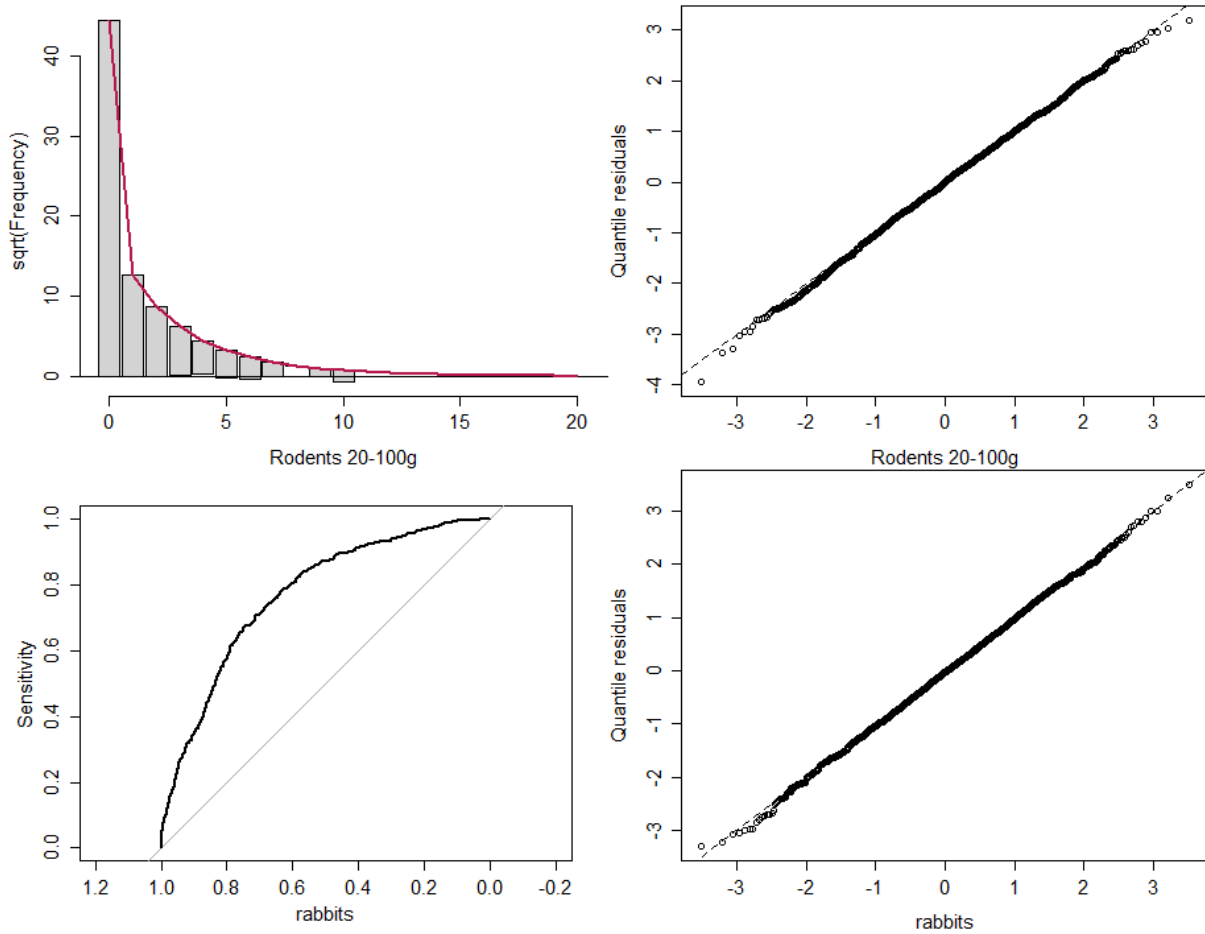 sqrt(Frequency)
40
30
20
10
0
0 5 10 15 20
Rodents 20-100g
Quantile residuals
3
2
1
0
-1
-2
-3
-4
-3 -2 -1 0 1 2 3
Rodents 20-100g
Sensitivity
1.0
0.8
0.6
0.4
0.2
0.0
1.2 1.0 0.8 0.6 0.4 0.2 0.0 -0.2
rabbits
Quantile residuals
3
2
1
0
-1
-2
-3
-3 -2 -1 0 1 2 3
rabbits